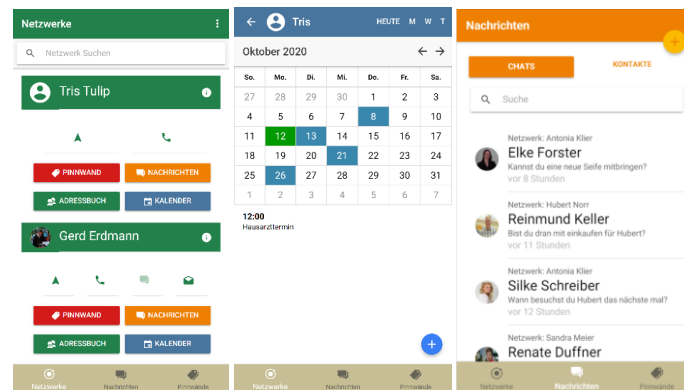 Netzwerke
Netzwerk Suchen
Tris Tulip
PINNWAND
NACHRICHTEN
ADRESSBUCH
KALENDER
Gerd Erdmann
PINNWAND
NACHRICHTEN
ADRESSBUCH
KALENDER
Netzwerke
Nachrichten
Pinnwände
Tris
HEUTE M W T
Oktober 2020
So. Mo. Di. Mi. Do. Fr. Sa.
27 28 29 30 1 2 3
4 5 6 7 8 9 10
11 12 13 14 15 16 17
18 19 20 21 22 23 24
25 26 27 28 29 30 31
1 2 3 4 5 6 7
12:00
Hausarzttermin
Netzwerke
Nachrichten
Pinnwände
Nachrichten
CHATS
KONTAKTE
Suche
Netzwerk: Antonia Klier
Elke Forster
Kannst du eine neue Seife mitbringen?
vor 8 Stunden
Netzwerk: Hubert Norr
Reinmund Keller
Bist du dran mit einkaufen für Hubert?
vor 11 Stunden
Netzwerk: Antonia Klier
Silke Schreiber
Wann besuchst du Hubert das nächste mal?
vor 12 Stunden
Netzwerk: Sandra Meier
Renate Duffner
Netzwerke
Nachrichten
Pinnwände